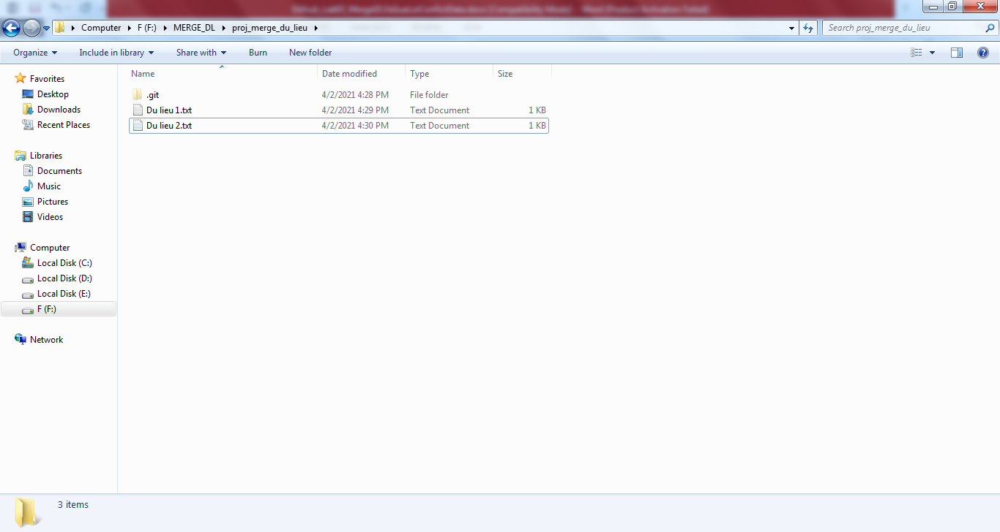 Computer F (F:) MERGE_DL proj_merge_du_lieu Search proj_merge_du_lieu
Organize Include in library Share with Burn New folder
Favorites
Desktop
Downloads
Recent Places
Libraries
Documents
Music
Pictures
Videos
Computer
Local Disk (C:)
Local Disk (D:)
Local Disk (E:)
F (F:)
Network
Name Date modified Type Size
.git 4/2/2021 4:28 PM File folder
Du lieu 1.txt 4/2/2021 4:29 PM Text Document 1 KB
Du lieu 2.txt 4/2/2021 4:30 PM Text Document 1 KB
3 items